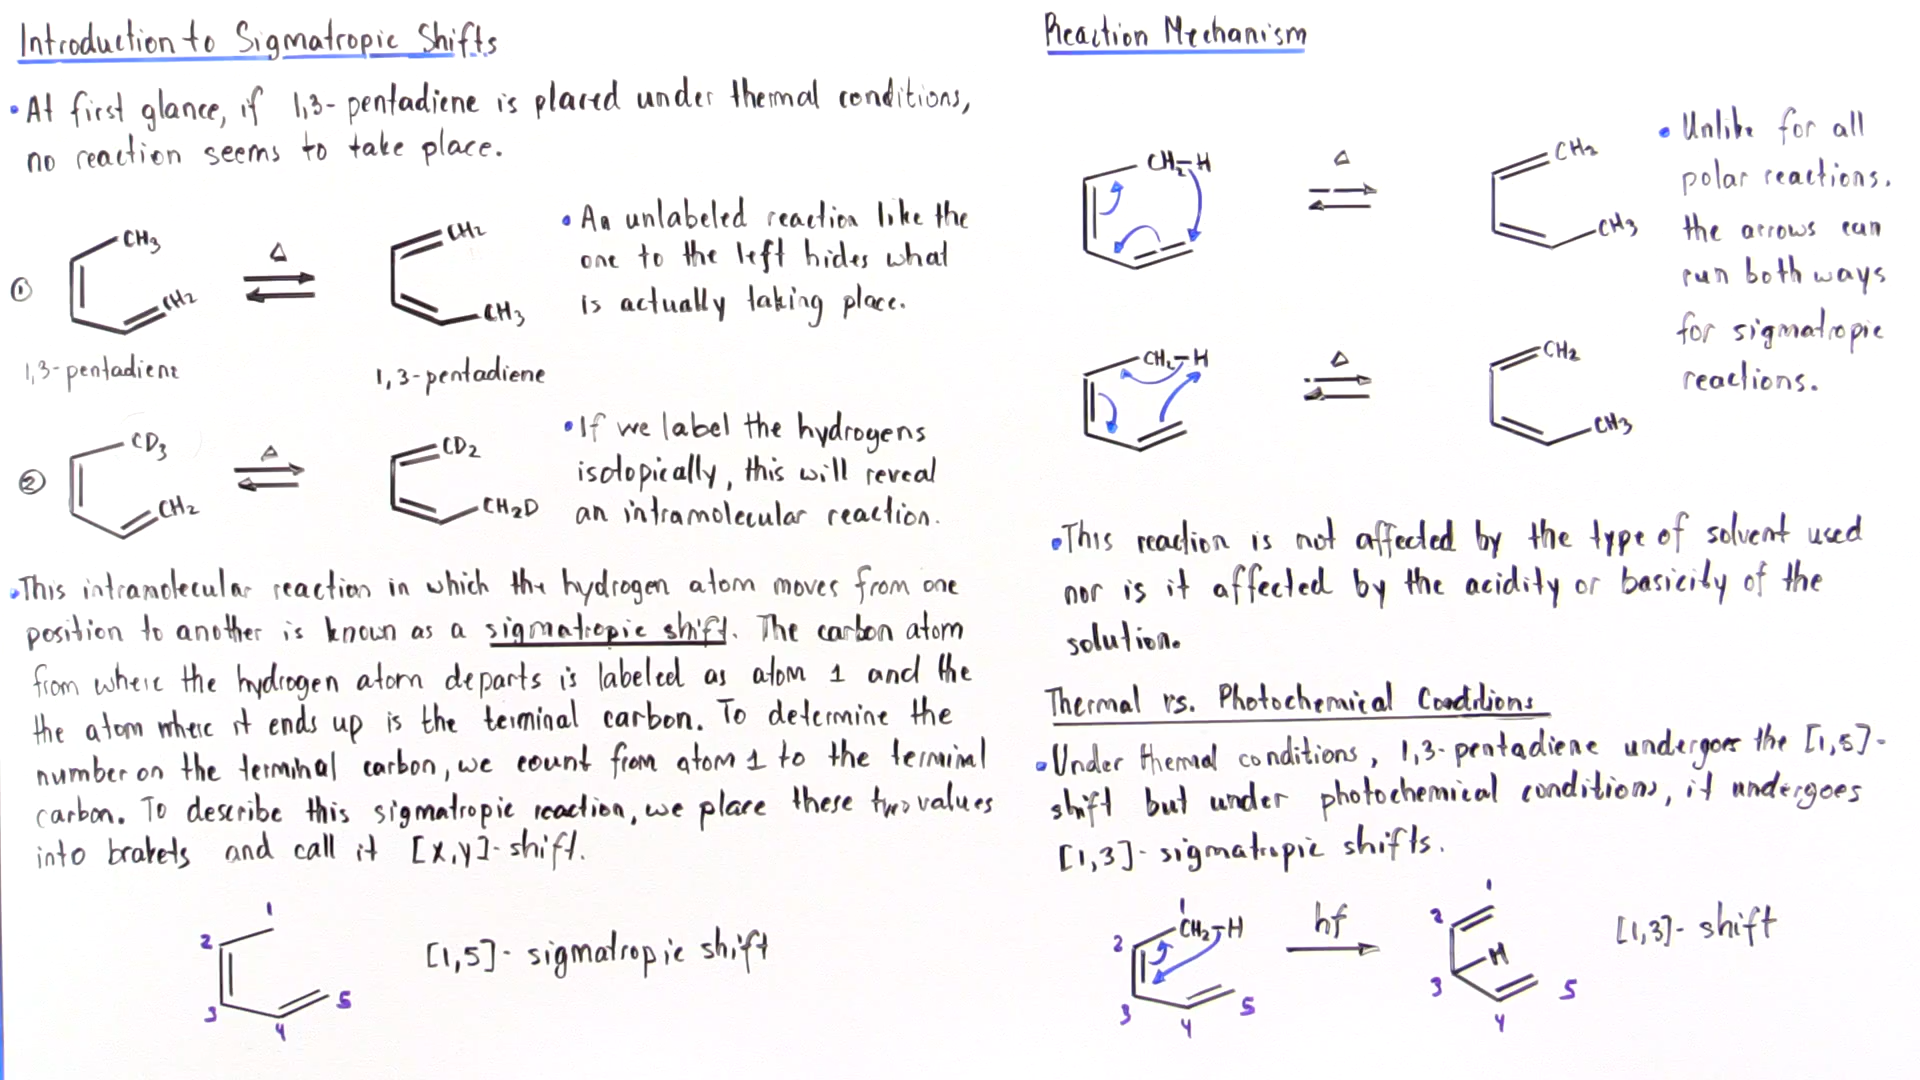 Introduction to Sigmatropic Shifts
• At first glance, if 1,3-pentadiene is placed under thermal conditions,
no reaction seems to take place.
① CH3 Δ CH2
CH2 CH3
1,3-pentadiene 1,3-pentadiene
• An unlabeled reaction like the
one to the left hides what
is actually taking place.
② CD3 Δ CD2
CH2 CH2D
• If we label the hydrogens
isotopically, this will reveal
an intramolecular reaction.
• This intramolecular reaction in which the hydrogen atom moves from one
position to another is known as a sigmatropic shift. The carbon atom
from where the hydrogen atom departs is labeled as atom 1 and the
the atom where it ends up is the terminal carbon. To determine the
number on the terminal carbon, we count from atom 1 to the terminal
carbon. To describe this sigmatropic reaction, we place these two values
into brakets and call it [x,y]-shift.
1
2
3
4
5
[1,5]- sigmatropic shift
Reaction Mechanism
CH2-H Δ CH2
CH3
CH2-H Δ CH2
CH3
• Unlike for all
polar reactions.
the arrows can
run both ways
for sigmatropic
reactions.
• This reaction is not affected by the type of solvent used
nor is it affected by the acidity or basicity of the
solution.
Thermal vs. Photochemical Conditions
• Under thermal conditions, 1,3-pentadiene undergoes the [1,5]-
shift but under photochemical conditions, it undergoes
[1,3]- sigmatropic shifts.
1
2 CH2-H hf
3
4
5
1
2
H
3
4
5
[1,3]- shift